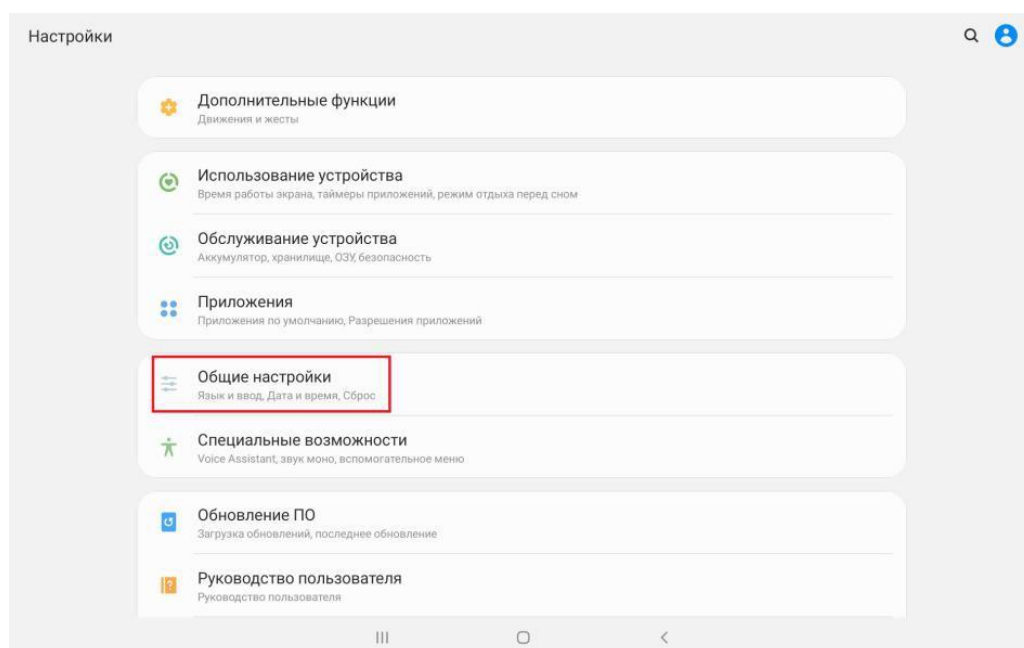 Настройки
Дополнительные функции
Движения и жесты
Использование устройства
Время работы экрана, таймеры приложений, режим отдыха перед сном
Обслуживание устройства
Аккумулятор, хранилище, ОЗУ, безопасность
Приложения
Приложения по умолчанию, Разрешения приложений
Общие настройки
Язык и ввод, Дата и время, Сброс
Специальные возможности
Voice Assistant, звук моно, вспомогательное меню
Обновление ПО
Загрузка обновлений, последнее обновление
Руководство пользователя
Руководство пользователя